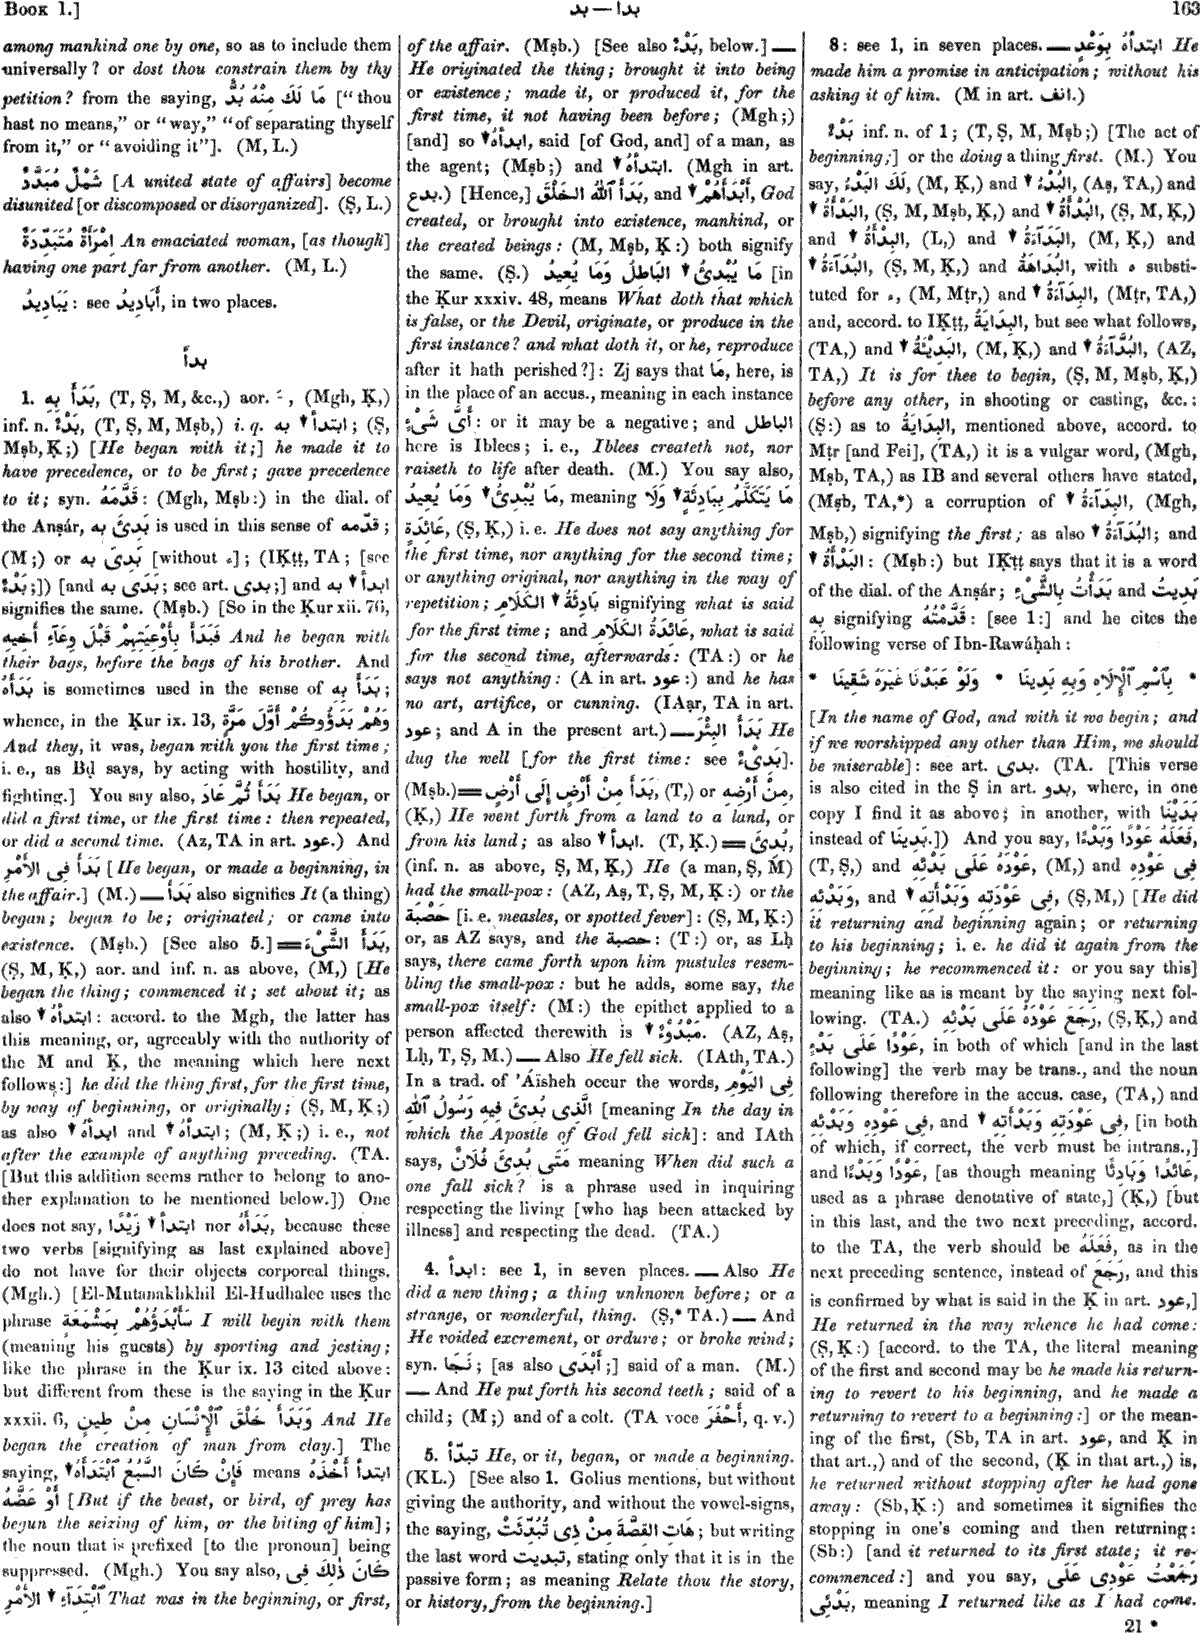 BOOK I.]
بدأ — بد
163
among mankind one by one, so as to include them
universally? or dost thou constrain them by thy
petition? from the saying, مَا لَكَ مِنْهُ بُدٌّ ["thou
hast no means," or "way," "of separating thyself
from it," or "avoiding it"]. (M, L.)
شَمْلٌ مُبَدَّدٌ [A united state of affairs] become
disunited [or discomposed or disorganized]. (Ṣ, L.)
اِمْرَأَةٌ مُتَبَدِّدَةٌ An emaciated woman, [as though]
having one part far from another. (M, L.)
يَبَادِيدُ: see أَبَادِيدُ, in two places.
بدأ
1. بَدَأَ بِهِ, (T, Ṣ, M, &c.,) aor. ـَ, (Mgh, Ḳ,)
inf. n. بَدْءٌ, (T, Ṣ, M, Mṣb,) i. q. ▼ ابتدأ بِهِ; (Ṣ,
Mṣb, Ḳ;) [He began with it;] he made it to
have precedence, or to be first; gave precedence
to it; syn. قَدَّمَهُ: (Mgh, Mṣb:) in the dial. of
the Anṣár, بَدِئَ بِهِ is used in this sense of قدّمه;
(M;) or بَدِىَ به [without ء]; (IḲṭṭ, TA; [see
بَدْءٌ;]) [and بَدَى به; see art. بدى;] and ▼ ابدأ به
signifies the same. (Mṣb.) [So in the Ḳur xii. 76,
فَبَدَأَ بِأَوْعِيَتِهِمْ قَبْلَ وِعَآءِ أَخِيهِ And he began with
their bags, before the bags of his brother. And
بَدَأَهُ is sometimes used in the sense of بَدَأَ بِهِ;
whence, in the Ḳur ix. 13, وَهُمْ بَدَؤُوكُمْ أَوَّلَ مَرَّةٍ
And they, it was, began with you the first time;
i. e., as Bḍ says, by acting with hostility, and
fighting.] You say also, بَدَأَ ثُمَّ عَادَ He began, or
did a first time, or the first time: then repeated,
or did a second time. (Az, TA in art. عود.) And
بَدَأَ فِى الأَمْرِ [He began, or made a beginning, in
the affair.] (M.) — بَدَأَ also signifies It (a thing)
began; began to be; originated; or came into
existence. (Mṣb.) [See also 5.] = بَدَأَ الشَّىْءَ,
(Ṣ, M, Ḳ,) aor. and inf. n. as above, (M,) [He
began the thing; commenced it; set about it; as
also ▼ ابتدأهُ: accord. to the Mgh, the latter has
this meaning, or, agreeably with the authority of
the M and Ḳ, the meaning which here next
follows:] he did the thing first, for the first time,
by way of beginning, or originally; (Ṣ, M, Ḳ;)
as also ▼ ابدأهُ and ▼ ابتدأهُ; (M, Ḳ;) i. e., not
after the example of anything preceding. (TA.
[But this addition seems rather to belong to ano-
ther explanation to be mentioned below.]) One
does not say, ▼ ابتدأ زَيْدًا nor بَدَأَهُ, because these
two verbs [signifying as last explained above]
do not have for their objects corporeal things.
(Mgh.) [El-Mutanakhkhil El-Hudhalee uses the
phrase سَأَبْدَؤُهُمْ بِمَشْمَعَةٍ I will begin with them
(meaning his guests) by sporting and jesting;
like the phrase in the Ḳur ix. 13 cited above:
but different from these is the saying in the Ḳur
xxxii. 6, وَبَدَأَ خَلْقَ ٱلْإِنْسَانِ مِنْ طِينٍ And He
began the creation of man from clay.] The
saying, فَإِنْ كَانَ السَّبُعُ ٱبْتَدَأَهُ▼ means ابتدأ أَخْذَهُ
أَوْ عَضَّهُ [But if the beast, or bird, of prey has
begun the seizing of him, or the biting of him];
the noun that is prefixed [to the pronoun] being
suppressed. (Mgh.) You say also, كَانَ ذٰلِكَ فِى
ٱبْتِدَآءِ ▼ الأَمْرِ That was in the beginning, or first,
of the affair. (Mṣb.) [See also بَدْءٌ, below.] —
He originated the thing; brought it into being
or existence; made it, or produced it, for the
first time, it not having been before; (Mgh;)
[and] so ▼ ابدأهُ, said [of God, and] of a man, as
the agent; (Mṣb;) and ▼ ابتدأهُ. (Mgh in art.
بدع.) [Hence,] بَدَأَ ٱللّٰهُ الخَلْقَ, and ▼ أَبْدَأَهُمْ, God
created, or brought into existence, mankind, or
the created beings: (M, Mṣb, Ḳ:) both signify
the same. (Ṣ.) مَا يُبْدِئُ ▼ البَاطِلُ وَمَا يُعِيدُ [in
the Ḳur xxxiv. 48, means What doth that which
is false, or the Devil, originate, or produce in the
first instance? and what doth it, or he, reproduce
after it hath perished?]: Zj says that مَا, here, is
in the place of an accus., meaning in each instance
أَىَّ شَىْءٍ: or it may be a negative; and الباطل
here is Iblees; i. e., Iblees createth not, nor
raiseth to life after death. (M.) You say also,
مَا يُبْدِئُ▼ وَمَا يُعِيدُ, meaning مَا يَتَكَلَّمُ بِبَادِئَةٍ▼ وَلَا
عَائِدَةٍ, (Ṣ, Ḳ,) i. e. He does not say anything for
the first time, nor anything for the second time;
or anything original, nor anything in the way of
repetition; بَادِئَةُ ▼ الكَلَامِ signifying what is said
for the first time; and عَائِدَةُ الكَلَامِ, what is said
for the second time, afterwards: (TA:) or he
says not anything: (A in art. عود:) and he has
no art, artifice, or cunning. (IAạr, TA in art.
عود; and A in the present art.) — بَدَأَ البِئْرَ He
dug the well [for the first time: see بَدِىْءٌ].
(Mṣb.) = بَدَأَ مِنْ أَرْضٍ إِلَى أَرْضٍ, (T,) or مِنْ أَرْضِهِ,
(Ḳ,) He went forth from a land to a land, or
from his land; as also ▼ ابدأ. (T, Ḳ.) = بُدِئَ,
(inf. n. as above, Ṣ, M, Ḳ,) He (a man, Ṣ, M)
had the small-pox: (AZ, Aṣ, T, Ṣ, M, Ḳ:) or the
حَصْبَة [i. e. measles, or spotted fever]: (Ṣ, M, Ḳ:)
or, as AZ says, and the حصبة: (T:) or, as Lḥ
says, there came forth upon him pustules resem-
bling the small-pox: but he adds, some say, the
small-pox itself: (M:) the epithet applied to a
person affected therewith is ▼ مَبْدُوْءٌ. (AZ, Aṣ,
Lḥ, T, Ṣ, M.) — Also He fell sick. (IAth, TA.)
In a trad. of 'Áïsheh occur the words, فِى اليَوْمِ
الَّذِى بُدِئَ فِيهِ رَسُولُ ٱللّٰهِ [meaning In the day in
which the Apostle of God fell sick]: and IAth
says, مَتَى بُدِئَ فُلَانٌ meaning When did such a
one fall sick? is a phrase used in inquiring
respecting the living [who has been attacked by
illness] and respecting the dead. (TA.)
4. ابدأ: see 1, in seven places. — Also He
did a new thing; a thing unknown before; or a
strange, or wonderful, thing. (Ṣ,* TA.) — And
He voided excrement, or ordure; or broke wind;
syn. نَجَا; [as also أَبْدَى;] said of a man. (M.)
— And He put forth his second teeth; said of a
child; (M;) and of a colt. (TA voce أَحْفَرَ, q. v.)
5. تبدّأ He, or it, began, or made a beginning.
(KL.) [See also 1. Golius mentions, but without
giving the authority, and without the vowel-signs,
the saying, هَاتِ القِصَّةَ مِنْ ذِى تُبُدِّئَتْ; but writing
the last word تبديت, stating only that it is in the
passive form; as meaning Relate thou the story,
or history, from the beginning.]
8: see 1, in seven places. — ابتدأهُ بِوَعْدٍ He
made him a promise in anticipation; without his
asking it of him. (M in art. انف.)
بَدْءٌ inf. n. of 1; (T, Ṣ, M, Mṣb;) [The act of
beginning;] or the doing a thing first. (M.) You
say, لَكَ البَدْءُ, (M, Ḳ,) and ▼ البُدْءُ, (Aṣ, TA,) and
▼ البَدْأَةُ, (Ṣ, M, Mṣb, Ḳ,) and ▼ البُدْأَةُ, (Ṣ, M, Ḳ,)
and ▼ البِدْأَةُ, (L,) and ▼ البَدَآءَةُ, (M, Ḳ,) and
▼ البُدَآءَةُ, (Ṣ, M, Ḳ,) and البُدَاهَةُ, with ه substi-
tuted for ء, (M, Mṭr,) and ▼ البِدَآءَةُ, (Mṭr, TA,)
and, accord. to IḲṭṭ, البِدَايَةُ, but see what follows,
(TA,) and ▼ البَدِيْئَةُ, (M, Ḳ,) and ▼ البُدَّآءَةُ, (AZ,
TA,) It is for thee to begin, (Ṣ, M, Mṣb, Ḳ,)
before any other, in shooting or casting, &c.:
(Ṣ:) as to البِدَايَةُ, mentioned above, accord. to
Mṭr [and Fei], (TA,) it is a vulgar word, (Mgh,
Mṣb, TA,) as IB and several others have stated,
(Mṣb, TA,*) a corruption of ▼ البِدَآءَةُ, (Mgh,
Mṣb,) signifying the first; as also ▼ البُدَآءَةُ; and
▼ البَدْأَةُ: (Mṣb:) but IḲṭṭ says that it is a word
of the dial. of the Anṣár; بَدَأْتُ بِالشَّىْءِ and بَدِيتُ
بِهِ signifying قَدَّمْتُهُ: [see 1:] and he cites the
following verse of Ibn-Rawáḥah:
* بِٱسْمِ ٱلْإِلَاهِ وَبِهِ بَدِينَا * وَلَوْ عَبَدْنَا غَيْرَهُ شَقِينَا *
[In the name of God, and with it we begin; and
if we worshipped any other than Him, we should
be miserable]: see art. بدى. (TA. [This verse
is also cited in the Ṣ in art. بدو, where, in one
copy I find it as above; in another, with بَدَيْنَا
instead of بَدِينَا.]) And you say, فَعَلَهُ عَوْدًا وَبَدْءًا,
(T, Ṣ,) and عَوْدَهُ عَلَى بَدْئِهِ, (M,) and فِى عَوْدِهِ
وَبَدْئِهِ, and ▼ فِى عَوْدَتِهِ وَبَدْأَتِهِ, (Ṣ, M,) [He did
it returning and beginning again; or returning
to his beginning; i. e. he did it again from the
beginning; he recommenced it: or you say this]
meaning like as is meant by the saying next fol-
lowing. (TA.) رَجَعَ عَوْدَهُ عَلَى بَدْئِهِ, (Ṣ, Ḳ,) and
عَوْدًا عَلَى بَدْءٍ, in both of which [and in the last
following] the verb may be trans., and the noun
following therefore in the accus. case, (TA,) and
فِى عَوْدِهِ وَبَدْئِهِ, and ▼ فِى عَوْدَتِهِ وَبَدْأَتِهِ, [in both
of which, if correct, the verb must be intrans.,]
and عَوْدًا وَبَدْءًا, [as though meaning عَائِدًا وَبَادِئًا,
used as a phrase denotative of state,] (Ḳ,) [but
in this last, and the two next preceding, accord.
to the TA, the verb should be فَعَلَهُ, as in the
next preceding sentence, instead of رَجَعَ, and this
is confirmed by what is said in the Ḳ in art. عود,]
He returned in the way whence he had come:
(Ṣ, Ḳ:) [accord. to the TA, the literal meaning
of the first and second may be he made his return-
ing to revert to his beginning, and he made a
returning to revert to a beginning:] or the mean-
ing of the first, (Sb, TA in art. عود, and Ḳ in
that art.,) and of the second, (Ḳ in that art.,) is,
he returned without stopping after he had gone
away: (Sb, Ḳ:) and sometimes it signifies the
stopping in one's coming and then returning:
(Sb:) [and it returned to its first state; it re-
commenced:] and you say, رَجَعْتُ عَوْدِى عَلَى
بَدْئِى, meaning I returned like as I had come.
21 *